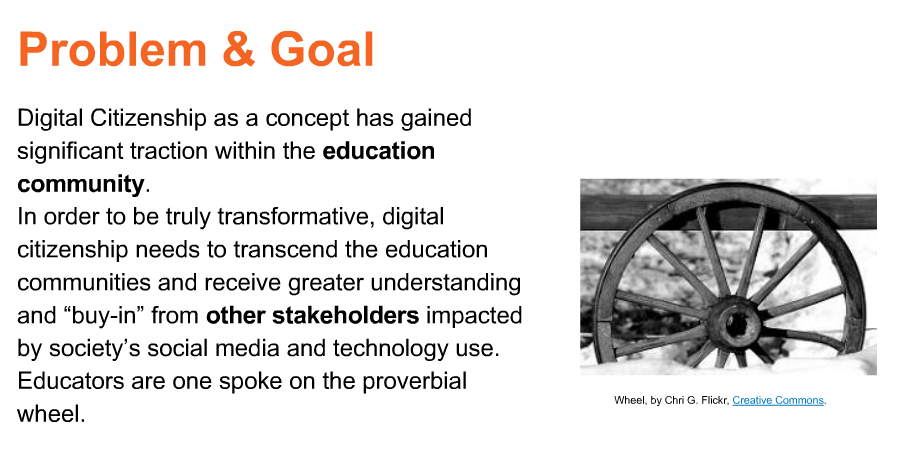 Problem & Goal
Digital Citizenship as a concept has gained
significant traction within the education
community.
In order to be truly transformative, digital
citizenship needs to transcend the education
communities and receive greater understanding
and “buy-in” from other stakeholders impacted
by society’s social media and technology use.
Educators are one spoke on the proverbial
wheel.
Wheel, by Chri G. Flickr, Creative Commons.